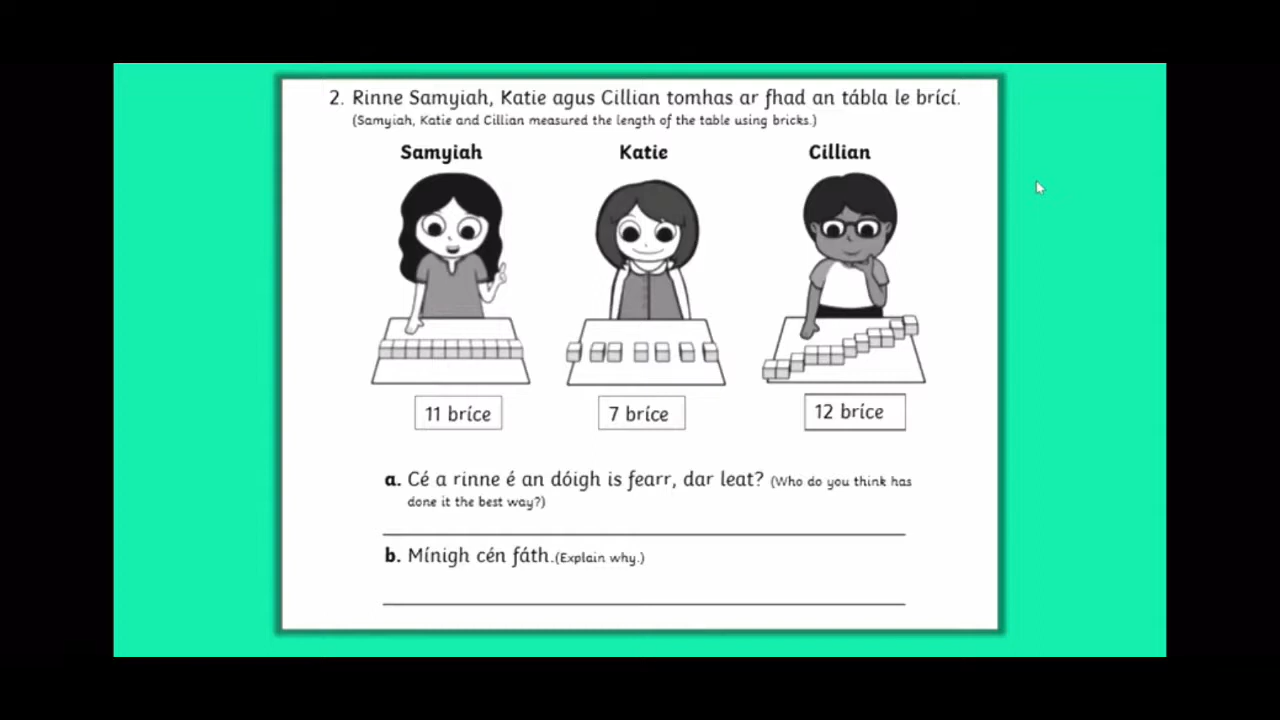 2. Rinne Samyiah, Katie agus Cillian tomhas ar fhad an tábla le brící.
(Samyiah, Katie and Cillian measured the length of the table using bricks.)
Samyiah Katie Cillian
11 bríce 7 bríce 12 bríce
a. Cé a rinne é an dóigh is fearr, dar leat? (Who do you think has
done it the best way?)
b. Mínigh cén fáth.(Explain why.)